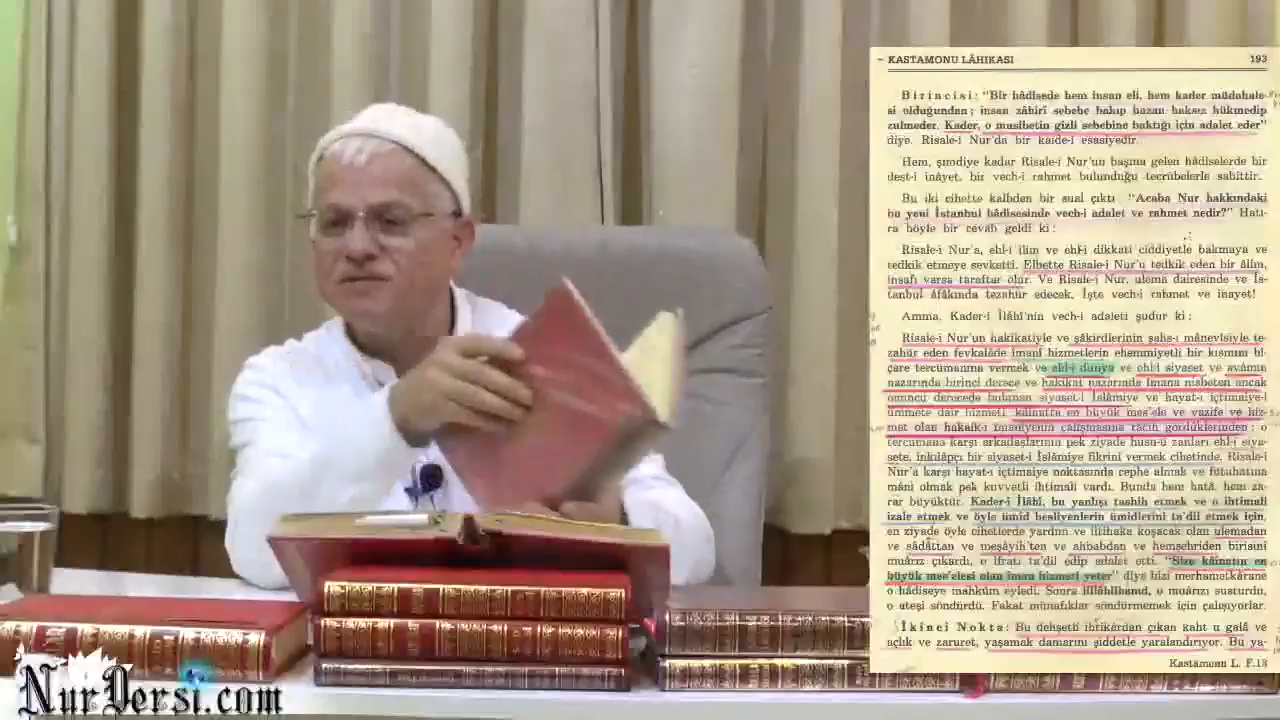 KASTAMONU LÂHİKASI 193
Birincisi: "Bir hâdisede hem insan eli, hem kader müdahale-
si olduğundan; insan zâhirî sebebe bakıp bazan haksız hükmedip
zulmeder. Kader, o musibetin gizli sebebine baktığı için adalet eder"
diye. Risale-i Nur'da bir kaide-i esasiyedir.
Hem, şimdiye kadar Risale-i Nur'un başına gelen hâdiselerde bir
dest-i inâyet, bir vech-i rahmet bulunduğu tecrübelerle sabittir.
Bu iki cihette kalbden bir sual çıktı "Acaba Nur hakkındaki
bu yeni İstanbul hâdisesinde vech-i adalet ve rahmet nedir?" Hatı-
ra böyle bir cevab geldi ki:
Risale-i Nur'a, ehl-i ilim ve ehl-i dikkati ciddiyetle bakmaya ve
tedkik etmeye sevketti. Elbette Risale-i Nur'u tedkik eden bir âlim,
insafı varsa taraftar olur. Ve Risale-i Nur, ulema dairesinde ve İs-
tanbul âfâkında tezahür edecek. İşte vech-i rahmet ve inayet!
Amma, Kader-i İlâhî'nin vech-i adaleti şudur ki:
Risale-i Nur'un hakikatiyle ve şâkirdlerinin şahs-ı mânevîsiyle te-
zahür eden fevkalâde imanî hizmetlerin ehemmiyetli bir kısmını bî-
çare tercümanına vermek ve ehl-i dünya ve ehl-i siyaset ve avâmın
nazarında birinci derece ve hakikat nazarında imana nisbeten ancak
onuncu derecede bulunan siyaset-i İslâmiye ve hayat-ı içtimaiye-i
ümmete dair hizmeti, kâinatta en büyük mes'ele ve vazife ve hiz-
met olan hakaik-ı imaniyenin çalışmasına racih gördüklerinden; o
tercümana karşı arkadaşlarının pek ziyade hüsn-ü zanları ehl-i siya-
sete, inkılâpçı bir siyaset-i İslâmiye fikrini vermek cihetinde, Risale-i
Nur'a karşı hayat-ı içtimaiye noktasında cephe almak ve fütuhatına
mâni olmak pek kuvvetli ihtimali vardı. Bunda hem hatâ, hem za-
rar büyüktür. Kader-i İlâhî, bu yanlışı tashih etmek ve o ihtimali
izale etmek ve öyle ümid besliyenlerin ümidlerini ta'dil etmek için,
en ziyade öyle cihetlerde yardım ve iltihaka koşacak olan ulemadan
ve sâdâttan ve meşâyih'ten ve ahbabdan ve hemşehriden birisini
muârız çıkardı, o ifratı ta'dil edip adalet etti. "Size kâinatın en
büyük mes'elesi olan iman hizmeti yeter" diye bizi merhametkârane
o hâdiseye mahkûm eyledi. Sonra lillâhilhamd, o muârızı susturdu,
o ateşi söndürdü. Fakat münafıklar söndürmemek için çalışıyorlar.
İkinci Nokta: Bu dehşetli ihtikârdan çıkan kaht u galâ ve
açlık ve zaruret, yaşamak damarını şiddetle yaralandırıyor. Bu ya-
Kastamonu L. F.13
NurDersi.com